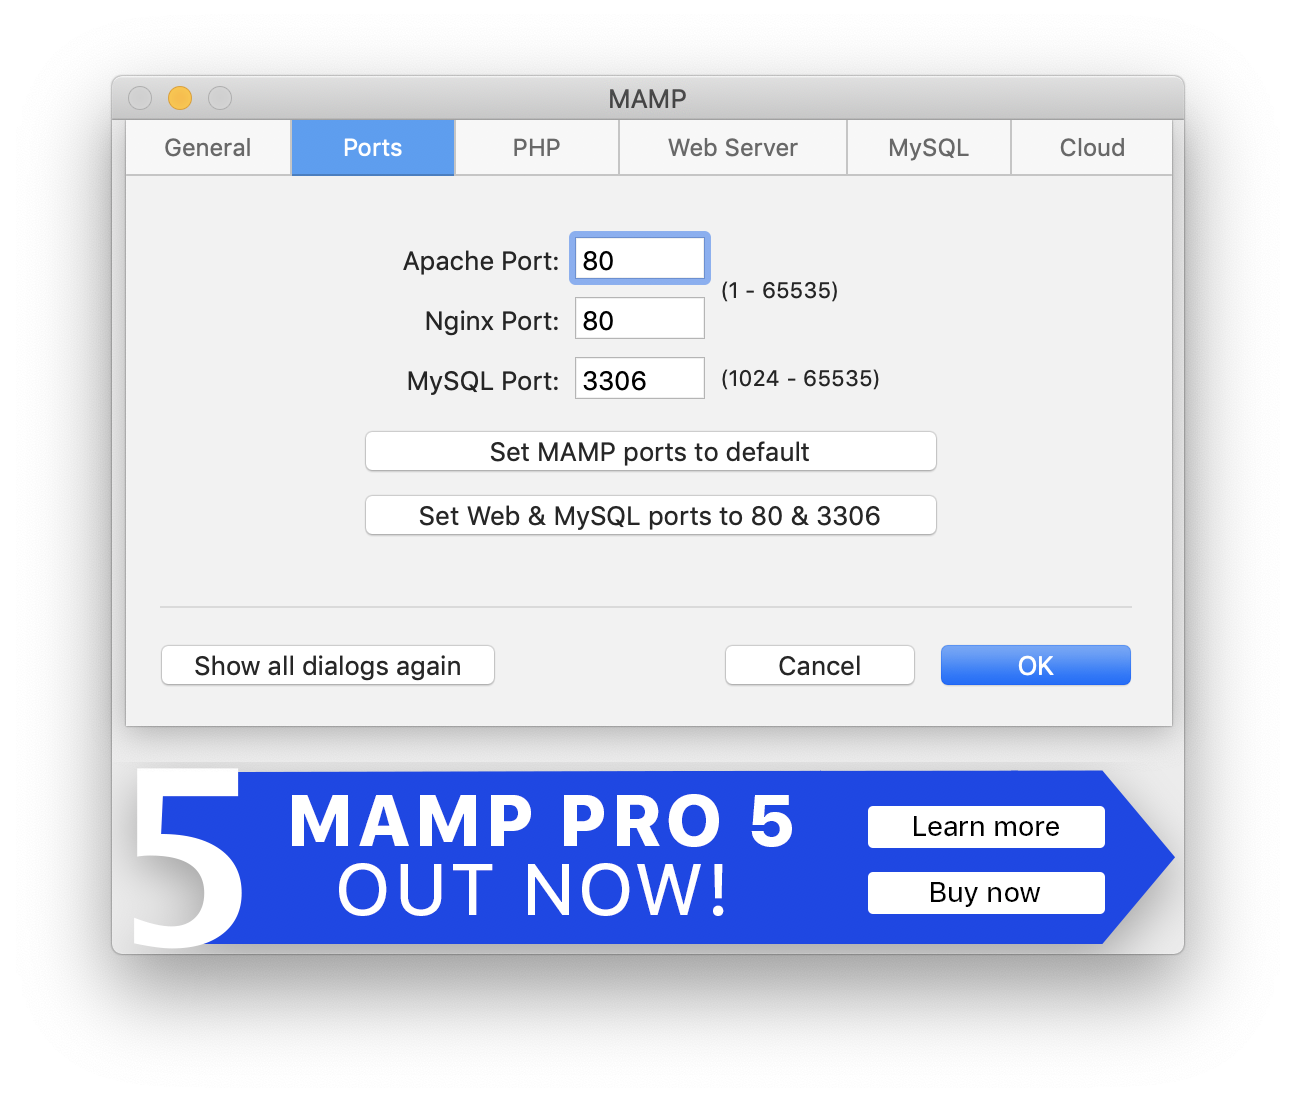 MAMP
General Ports PHP Web Server MySQL Cloud
Apache Port: 80
(1 - 65535)
Nginx Port: 80
MySQL Port: 3306 (1024 - 65535)
Set MAMP ports to default
Set Web & MySQL ports to 80 & 3306
Show all dialogs again Cancel OK
5 MAMP PRO 5
OUT NOW!
Learn more
Buy now